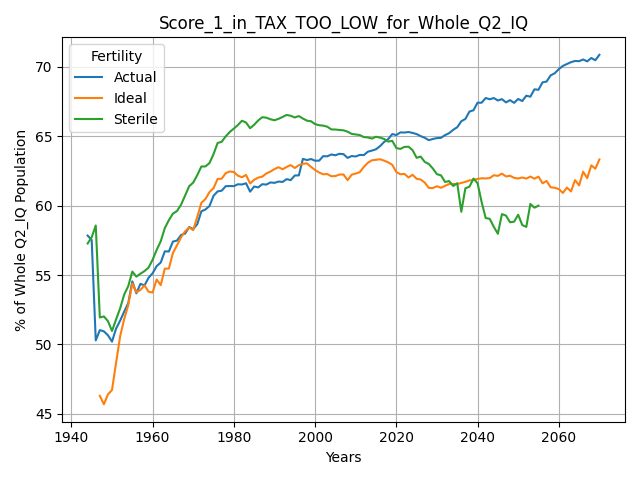 Score_1_in_TAX_TOO_LOW_for_Whole_Q2_IQ
Fertility
Actual
Ideal
Sterile
% of Whole Q2_IQ Population
70
65
60
55
50
45
1940
1960
1980
2000
2020
2040
2060
Years